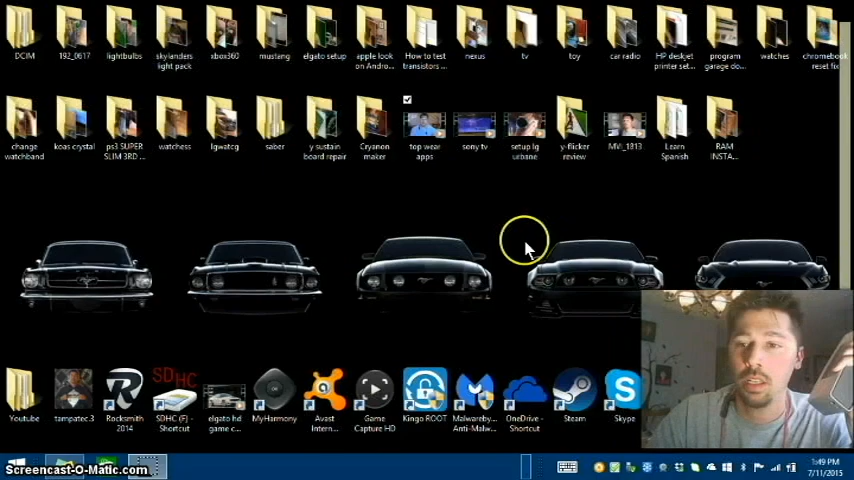 DCIM
192_0617
lightbulbs
skylanders light pack
xbox360
mustang
elgato setup
apple look on Andro...
How to test transistors ...
nexus
tv
toy
car radio
HP deskjet printer set...
program garage do...
watches
chromebook reset fix
change watchband
koas crystal
ps3 SUPER SLIM 3RD ...
watchess
lgwatcg
saber
y sustain board repair
Cryanon maker
top wear apps
sony tv
setup lg urbane
y-flicker review
MVI_1813
Learn Spanish
RAM INSTA...
SDHC
Youtube
tampatec.3
Rocksmith 2014
SDHC (F) - Shortcut
elgato hd game c...
MyHarmony
Avast Intern...
Game Capture HD
Kingo ROOT
Malwareby... Anti-Malw...
OneDrive - Shortcut
Steam
Skype
Screencast-O-Matic.com
1:49 PM
7/11/2015